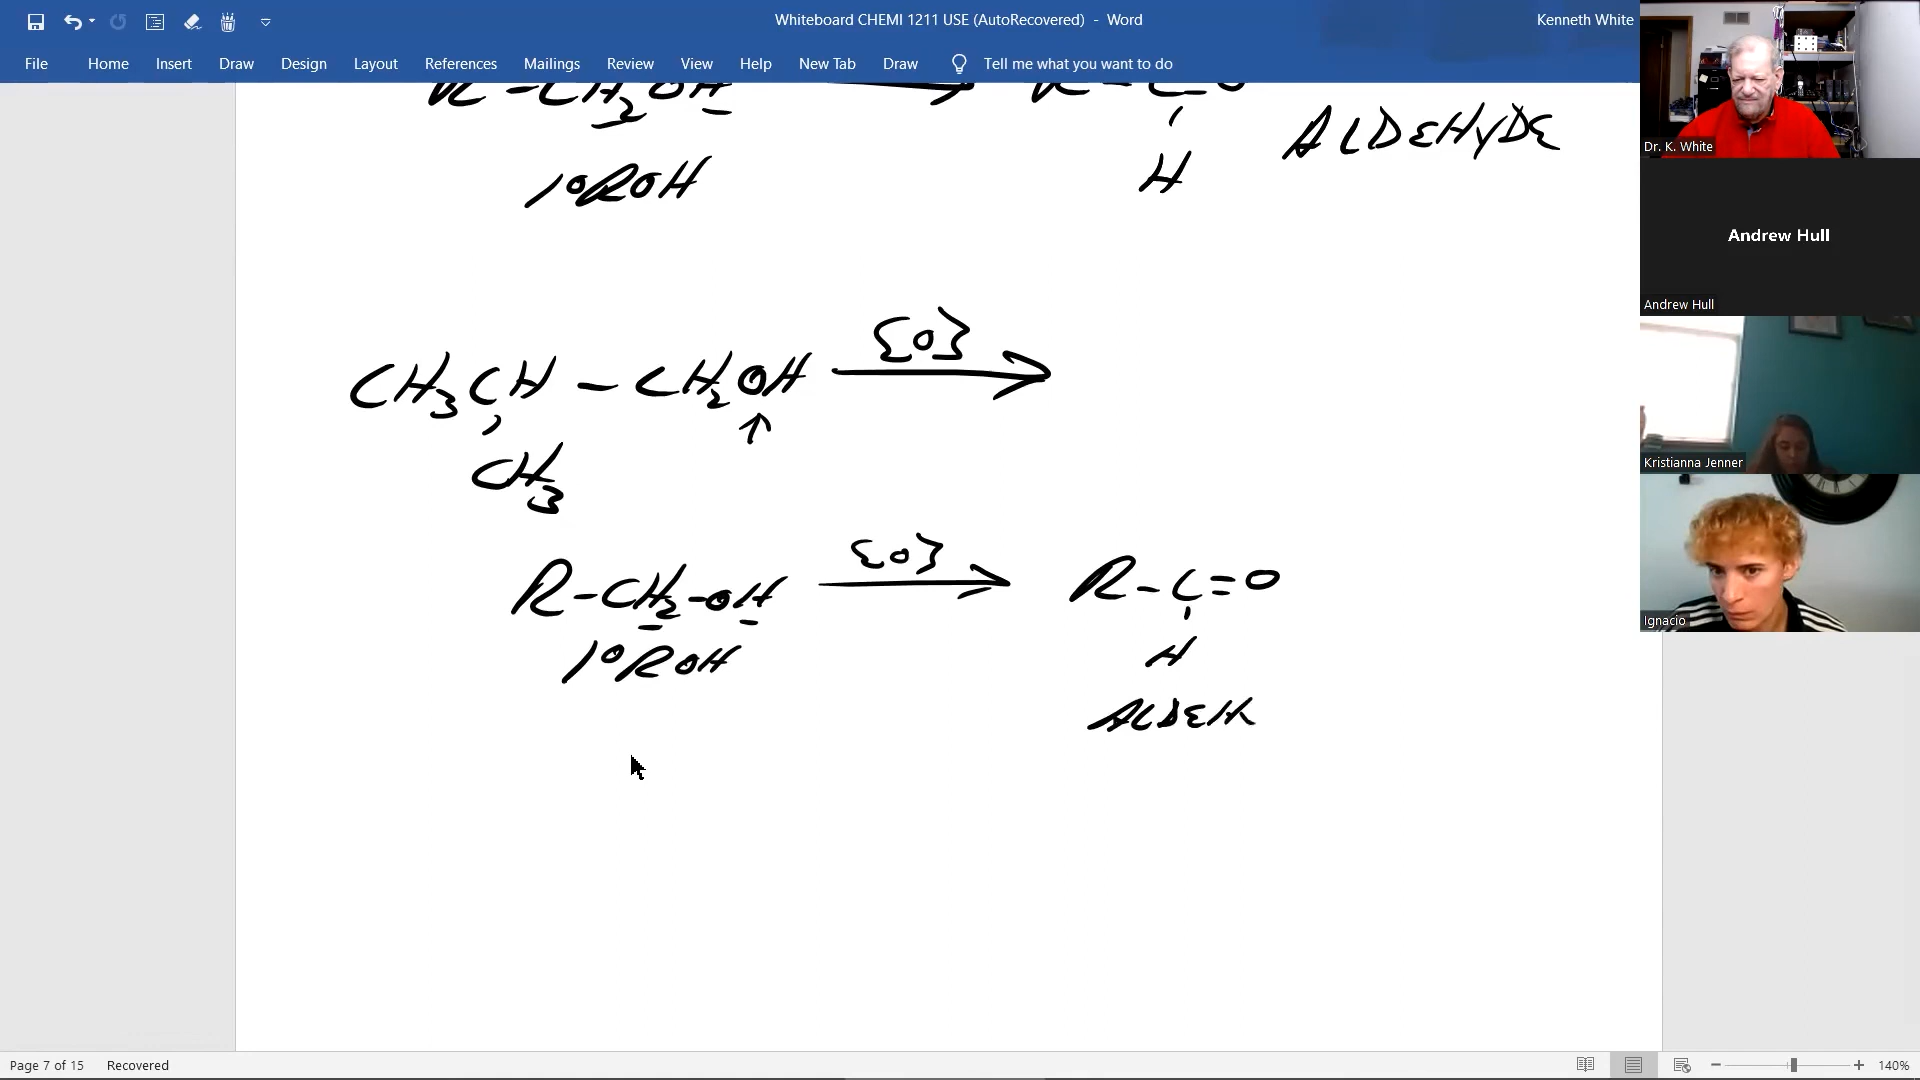 Whiteboard CHEMI 1211 USE (AutoRecovered) - Word
Kenneth White
File Home Insert Draw Design Layout References Mailings Review View Help New Tab Draw Tell me what you want to do
R-CH2OH → R-C=O
H
ALDEHYDE
1°ROH
CH3CH-CH2OH {O} →
↑
CH3
R-CH2-OH {O} → R-C=O
H
1°ROH
ALDEH
Dr. K. White
Andrew Hull
Andrew Hull
Kristianna Jenner
Ignacio
Page 7 of 15 Recovered
140%